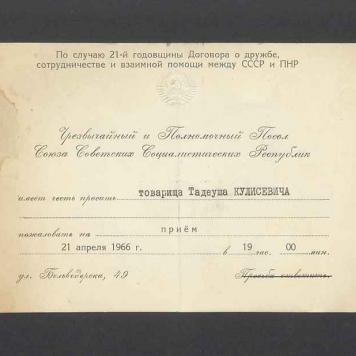 По случаю 21-й годовщины Договора о дружбе,
сотрудничестве и взаимной помощи между СССР и ПНР
Чрезвычайный и Полномочный Посол
Союза Советских Социалистических Республик
имеет честь просить товарища Тадеуша КУЛИСЕВИЧА
пожаловать на приём
21 апреля 1966 г. в 19 час. 00 мин.
ул. Бельведерска, 49 Просьба ответить.